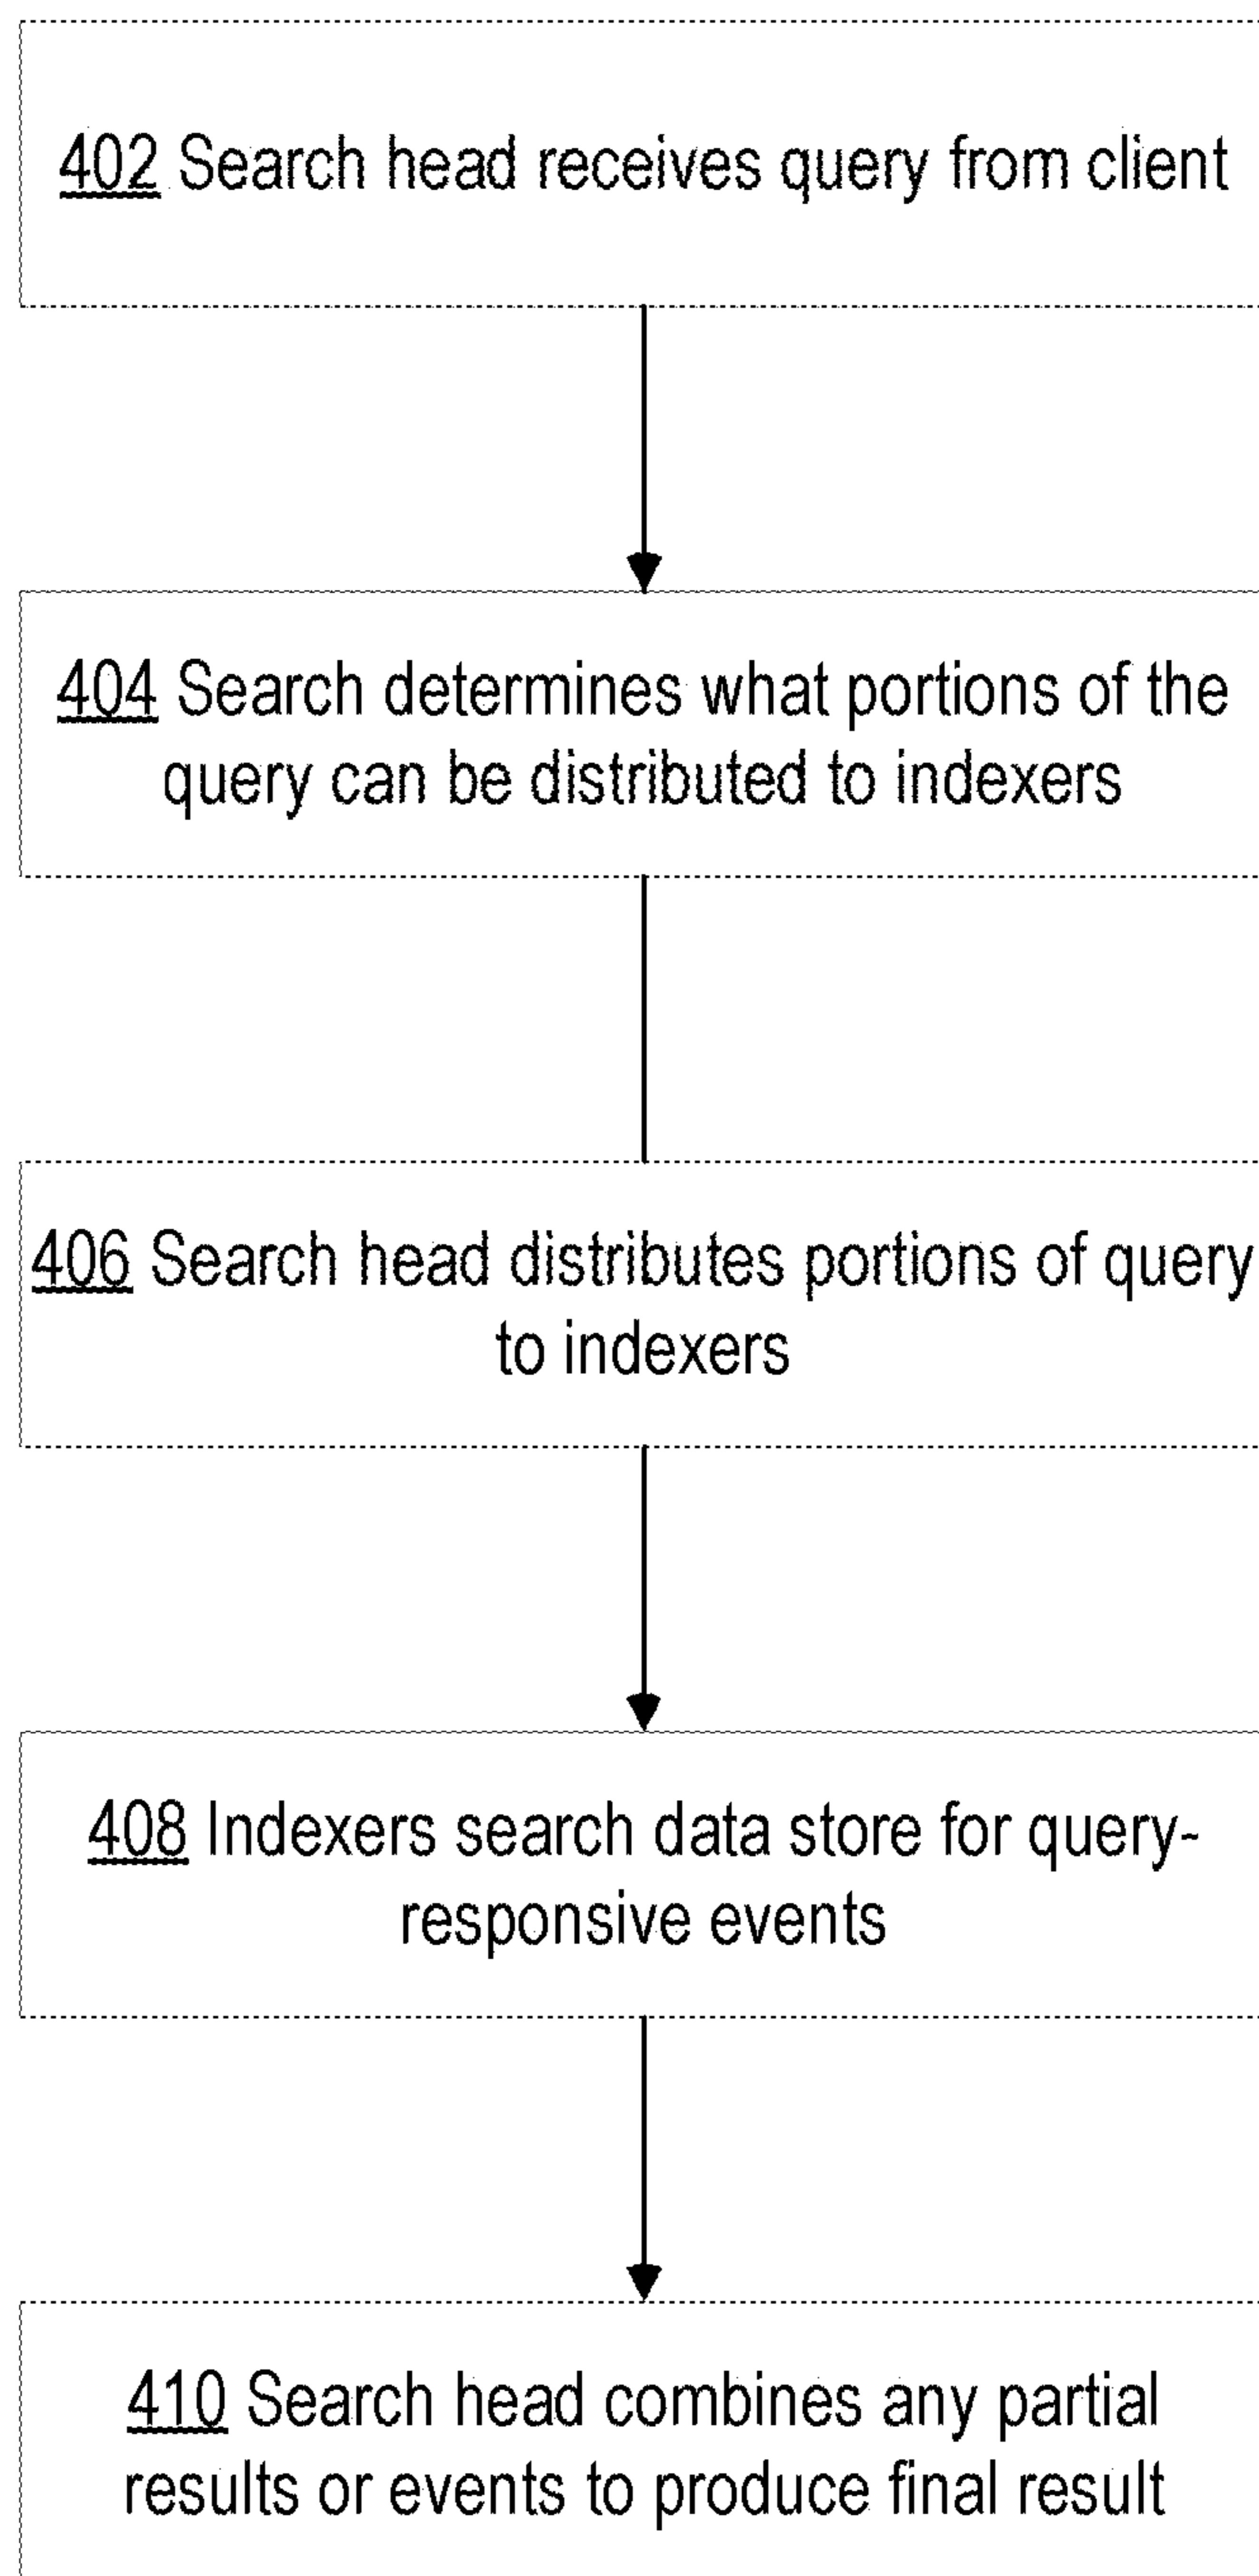 402 Search head receives query from client
404 Search determines what portions of the
query can be distributed to indexers
406 Search head distributes portions of query
to indexers
408 Indexers search data store for query-
responsive events
410 Search head combines any partial
results or events to produce final result